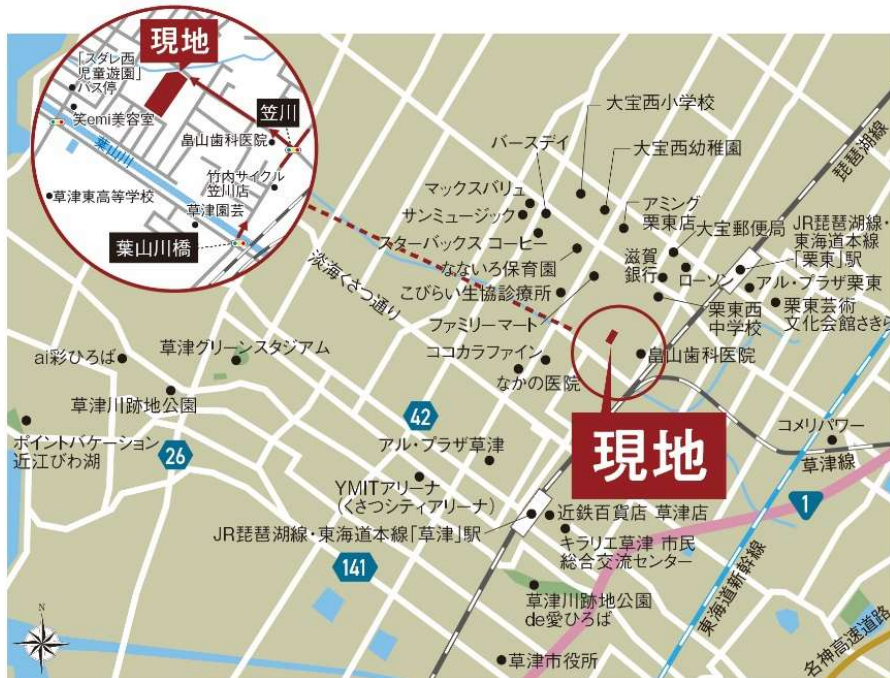 現地
「スダレ西
児童遊園」
バス停
笑emi美容室
笠川
畠山歯科医院
葉山川
竹内サイクル
笠川店
草津東高等学校
草津園芸
葉山川橋
大宝西小学校
バースデイ
大宝西幼稚園
琵琶湖線
マックスバリュ
サンミュージック
アミング
栗東店
大宝郵便局
JR琵琶湖線・
東海道本線
「栗東」駅
スターバックス コーヒー
滋賀
銀行
なないろ保育園
ローソン
アル・プラザ栗東
淡海くさつ通り
こびらい生協診療所
栗東西
中学校
栗東芸術
文化会館さきら
ファミリーマート
ai彩ひろば
草津グリーンスタジアム
ココカラファイン
畠山歯科医院
なかの医院
草津川跡地公園
42
現地
コメリパワー
ポイントバケーション
近江びわ湖
26
アル・プラザ草津
草津線
YMITアリーナ
(くさつシティアリーナ)
1
近鉄百貨店 草津店
JR琵琶湖線・東海道本線「草津」駅
キラリエ草津 市民
総合交流センター
141
東海道新幹線
草津川跡地公園
de愛ひろば
N
草津市役所
名神高速道路